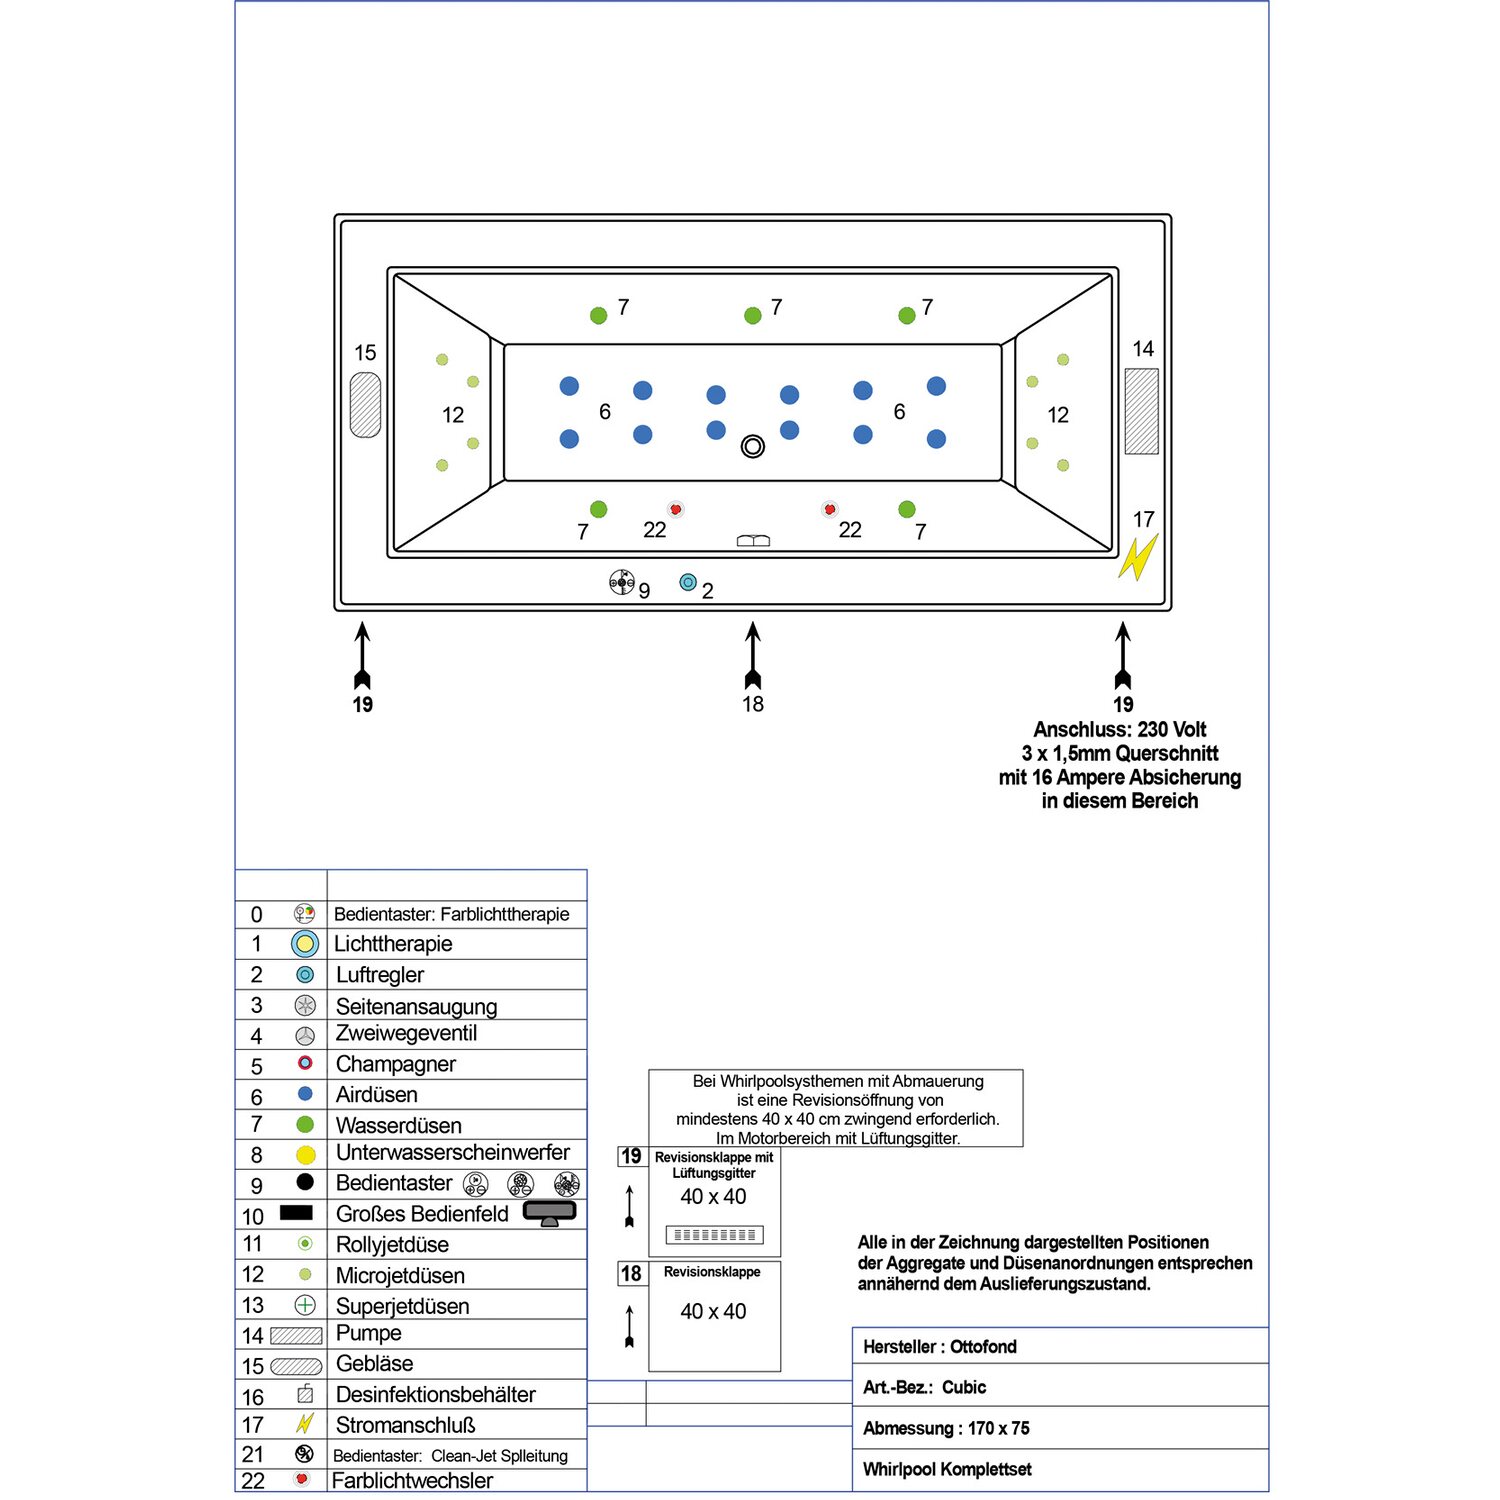 7 7 7
15 14
12 6 6 12
7 22 22 7
17
9 2
19 18 19
Anschluss: 230 Volt
3 x 1,5mm Querschnitt
mit 16 Ampere Absicherung
in diesem Bereich
0 Bedientaster: Farblichttherapie
1 Lichttherapie
2 Luftregler
3 Seitenansaugung
4 Zweiwegeventil
5 Champagner
6 Airdüsen
7 Wasserdüsen
8 Unterwasserscheinwerfer
9 Bedientaster
10 Großes Bedienfeld
11 Rollyjetdüse
12 Microjetdüsen
13 Superjetdüsen
14 Pumpe
15 Gebläse
16 Desinfektionsbehälter
17 Stromanschluß
21 Bedientaster: Clean-Jet Splleitung
22 Farblichtwechsler
Bei Whirlpoolsysthemen mit Abmauerung
ist eine Revisionsöffnung von
mindestens 40 x 40 cm zwingend erforderlich.
Im Motorbereich mit Lüftungsgitter.
19 Revisionsklappe mit
Lüftungsgitter
40 x 40
18 Revisionsklappe
40 x 40
Alle in der Zeichnung dargestellten Positionen
der Aggregate und Düsenanordnungen entsprechen
annähernd dem Auslieferungszustand.
Hersteller : Ottofond
Art.-Bez.: Cubic
Abmessung : 170 x 75
Whirlpool Komplettset